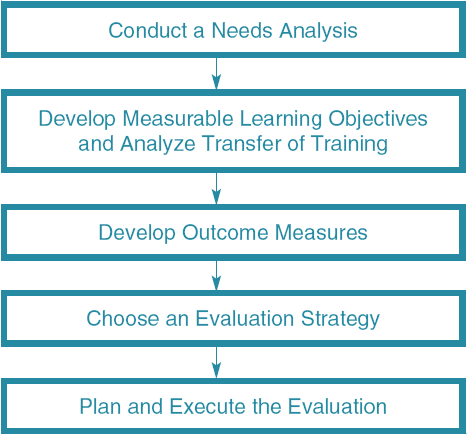 Conduct a Needs Analysis
Develop Measurable Learning Objectives
and Analyze Transfer of Training
Develop Outcome Measures
Choose an Evaluation Strategy
Plan and Execute the Evaluation